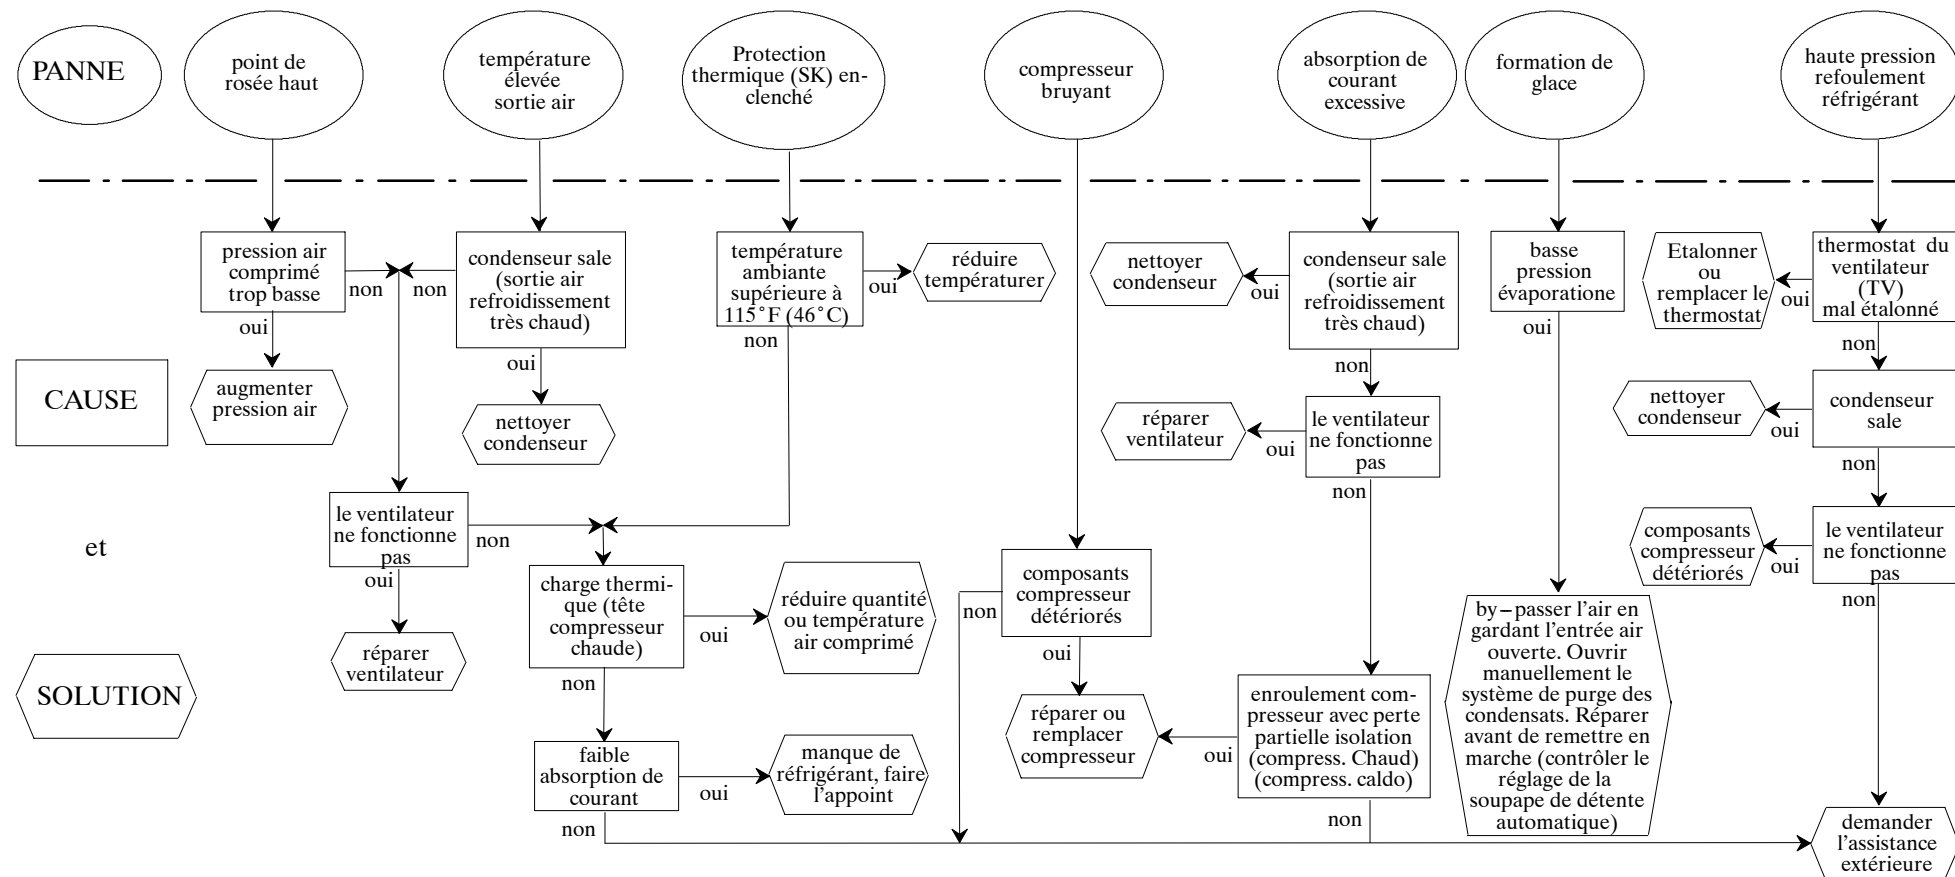 PANNE
point de
rosée haut
température
élevée
sortie air
Protection
thermique (SK) en-
clenché
compresseur
bruyant
absorption de
courant
excessive
formation de
glace
haute pression
refoulement
réfrigérant
pression air
comprimé
trop basse
non
oui
augmenter
pression air
condenseur sale
(sortie air
refroidissement
très chaud)
non
oui
nettoyer
condenseur
température
ambiante
supérieure à
115°F (46°C)
oui
non
réduire
températurer
nettoyer
condenseur
oui
condenseur sale
(sortie air
refroidissement
très chaud)
non
basse
pression
évaporatione
oui
Etalonner
ou
remplacer le
thermostat
oui
thermostat du
ventilateur
(TV)
mal étalonné
non
CAUSE
réparer
ventilateur
oui
le ventilateur
ne fonctionne
pas
non
nettoyer
condenseur
oui
condenseur
sale
non
et
le ventilateur
ne fonctionne
pas
non
oui
réparer
ventilateur
charge thermi-
que (tête
compresseur
chaude)
oui
non
réduire quantité
ou température
air comprimé
composants
compresseur
détériorés
non
oui
réparer ou
remplacer
compresseur
composants
compresseur
détériorés
oui
le ventilateur
ne fonctionne
pas
non
SOLUTION
faible
absorption de
courant
oui
non
manque de
réfrigérant, faire
l'appoint
oui
enroulement com-
presseur avec perte
partielle isolation
(compress. Chaud)
(compress. caldo)
non
by-passer l'air en
gardant l'entrée air
ouverte. Ouvrir
manuellement le
système de purge des
condensats. Réparer
avant de remettre en
marche (contrôler le
réglage de la
soupape de détente
automatique)
demander
l'assistance
extérieure